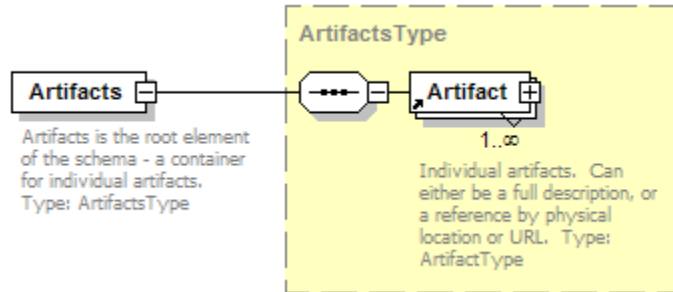 ArtifactsType
Artifacts
Artifact
1..∞
Artifacts is the root element
of the schema - a container
for individual artifacts.
Type: ArtifactsType
Individual artifacts.  Can
either be a full description, or
a reference by physical
location or URL.  Type:
ArtifactType